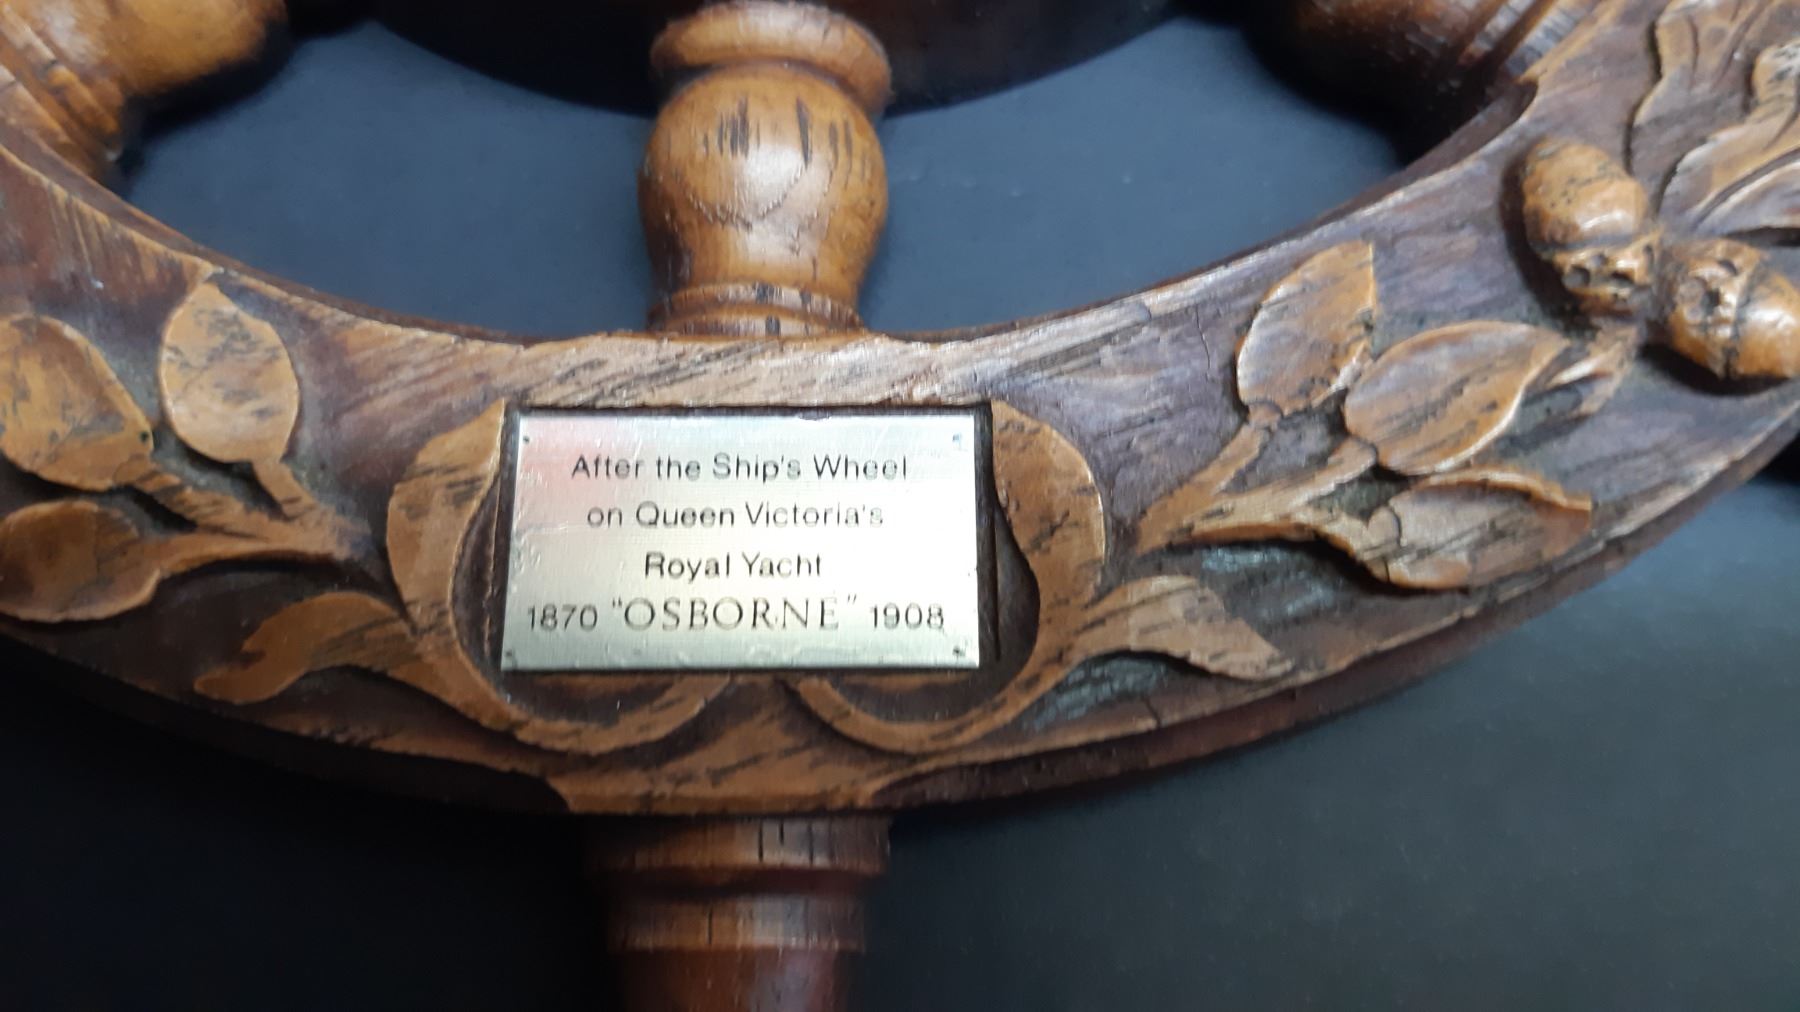 After the Ship's Wheel
on Queen Victoria's
Royal Yacht
1870 "OSBORNE" 1908